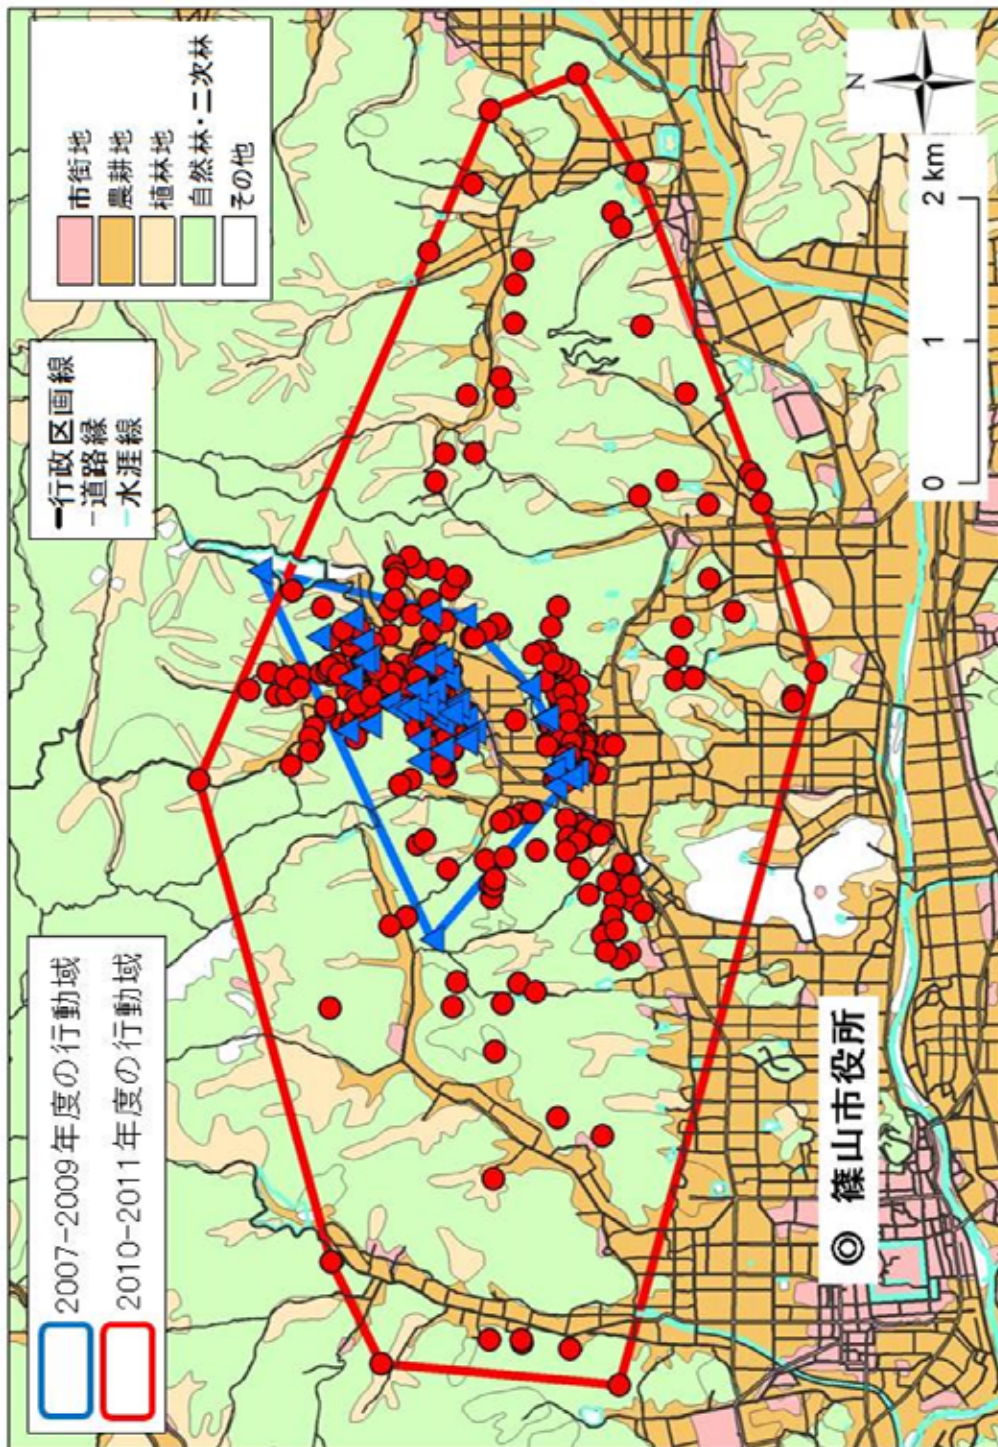 2007-2009年度の行動域
2010-2011年度の行動域
行政区画線
道路縁
水涯線
市街地
農耕地
植林地
自然林・二次林
その他
篠山市役所
0 1 2 km
N